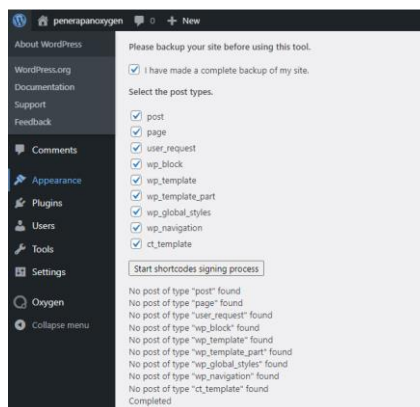 penerapanoxygen 0 + New
About WordPress
WordPress.org
Documentation
Support
Feedback
Comments
Appearance
Plugins
Users
Tools
Settings
Oxygen
Collapse menu
Please backup your site before using this tool.
I have made a complete backup of my site.
Select the post types.
post
page
user_request
wp_block
wp_template
wp_template_part
wp_global_styles
wp_navigation
ct_template
Start shortcodes signing process
No post of type "post" found
No post of type "page" found
No post of type "user_request" found
No post of type "wp_block" found
No post of type "wp_template" found
No post of type "wp_template_part" found
No post of type "wp_global_styles" found
No post of type "wp_navigation" found
No post of type "ct_template" found
Completed